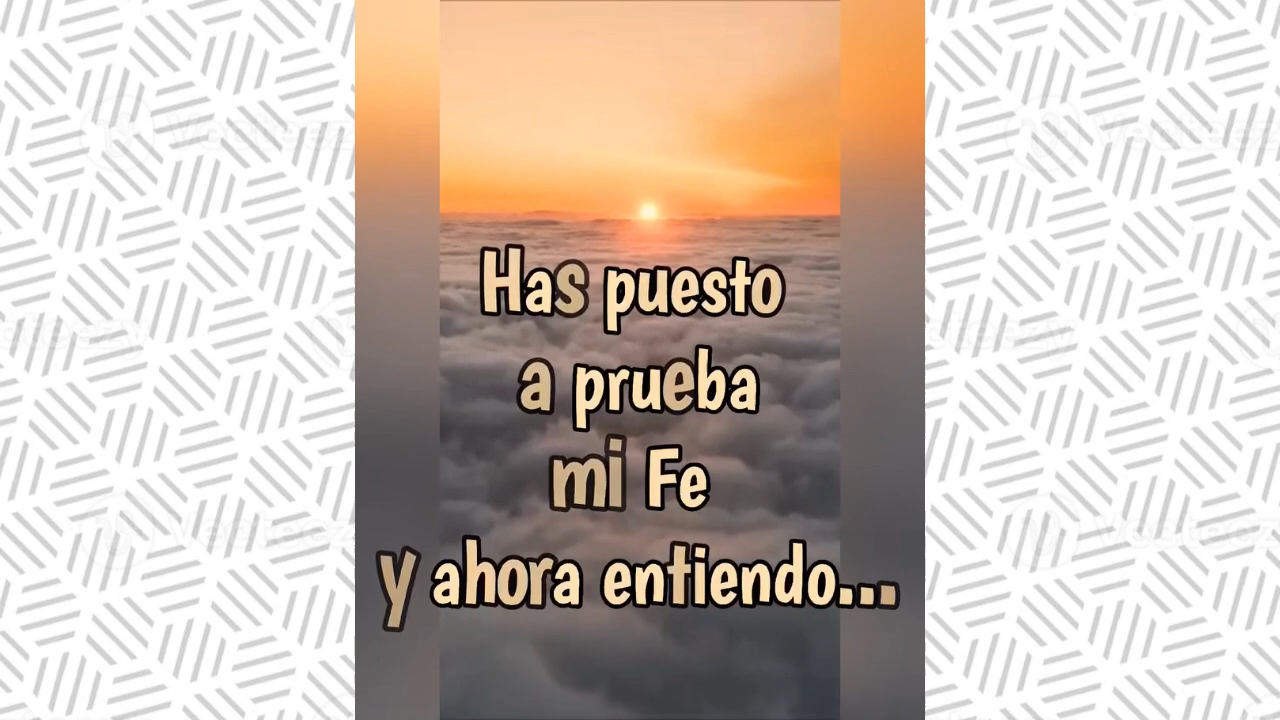 Has puesto
a prueba
mi Fe
y ahora entiendo...